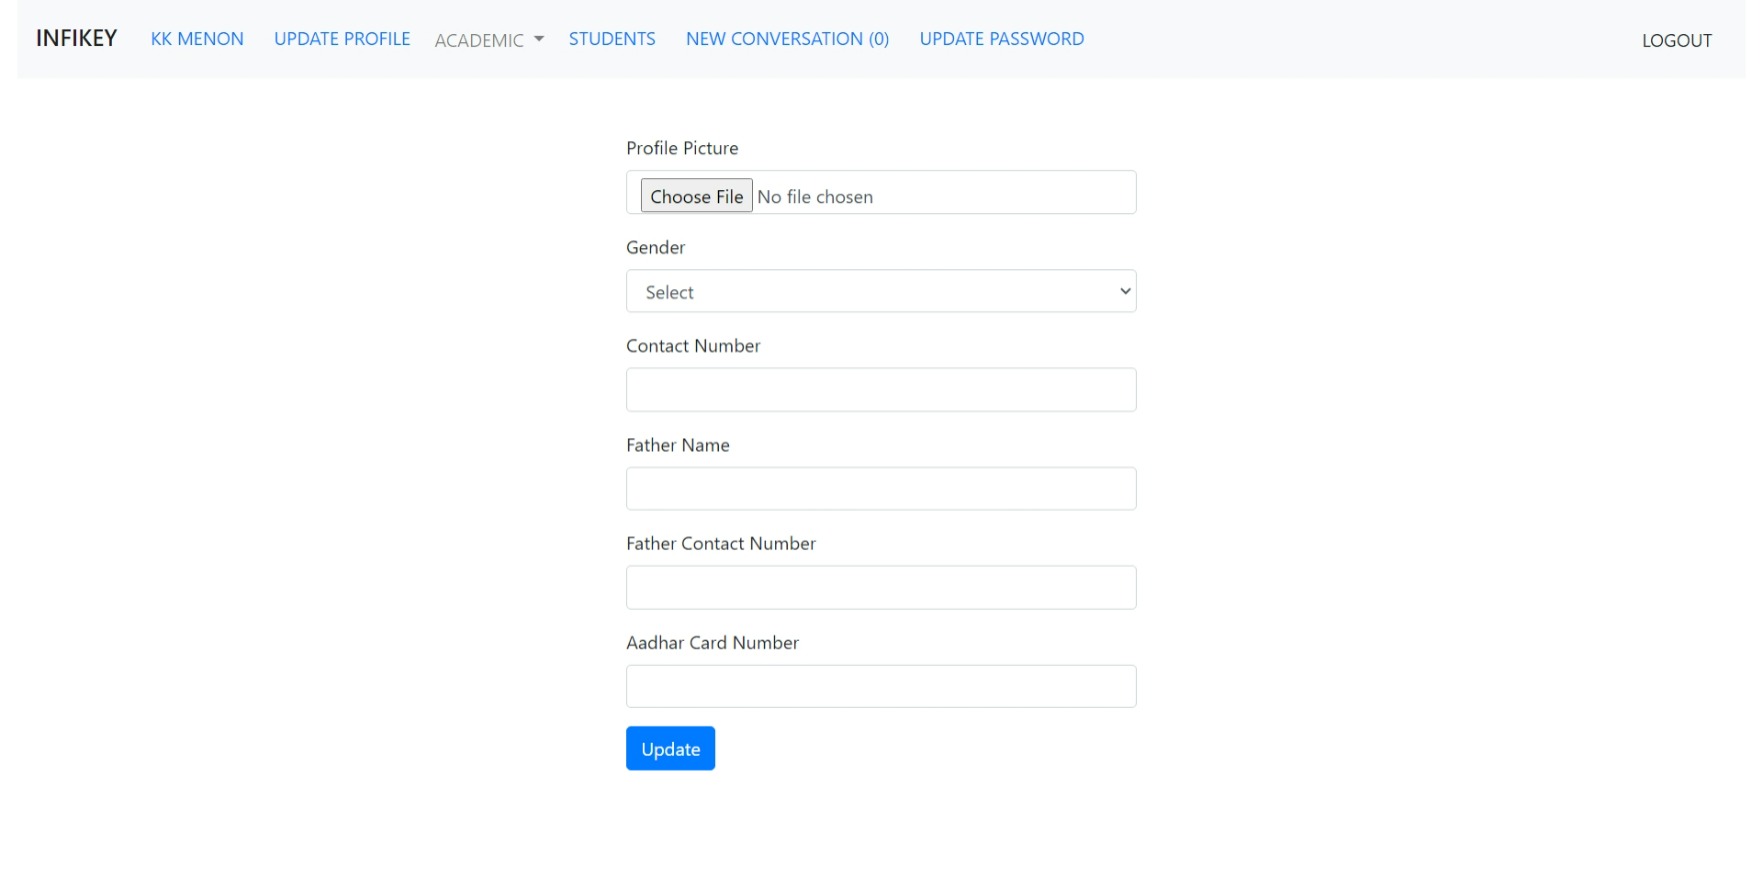 INFIKEY KK MENON UPDATE PROFILE ACADEMIC STUDENTS NEW CONVERSATION (0) UPDATE PASSWORD LOGOUT
Profile Picture
Choose File No file chosen
Gender
Select
Contact Number
Father Name
Father Contact Number
Aadhar Card Number
Update